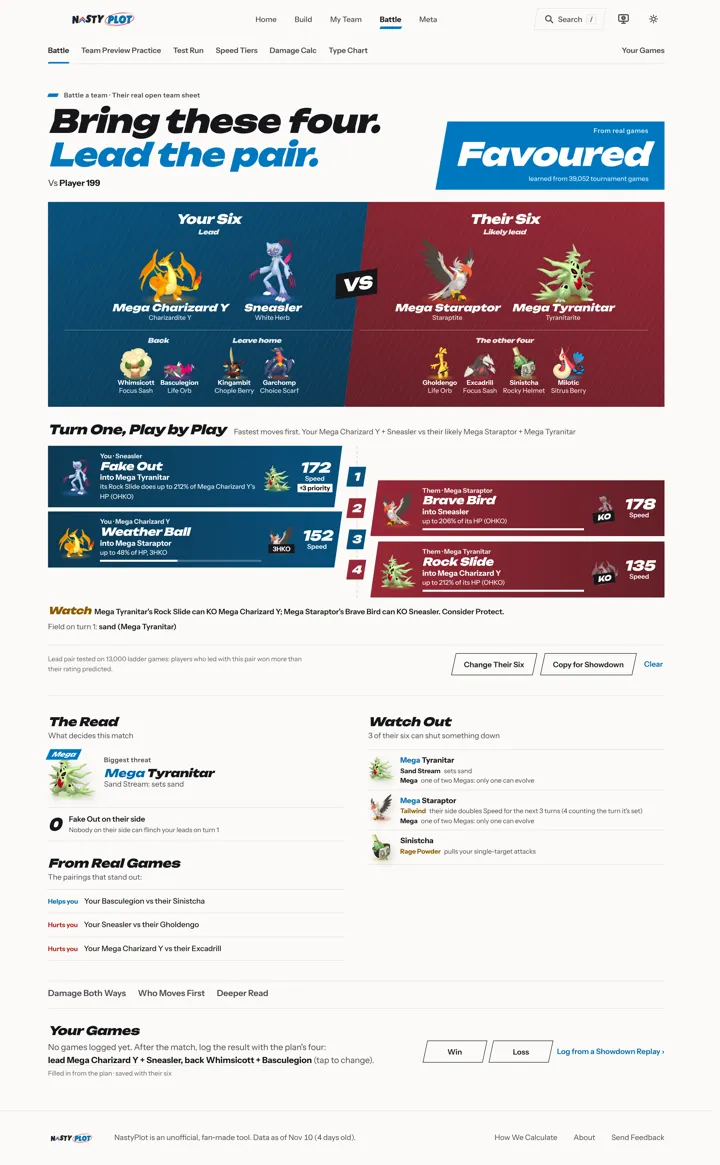 NASTY PLOT
Home
Build
My Team
Battle
Meta
Search /
Battle
Team Preview Practice
Test Run
Speed Tiers
Damage Calc
Type Chart
Your Games
Battle a team · Their real open team sheet
Bring these four.
Lead the pair.
Vs Player 199
From real games
Favoured
learned from 39,052 tournament games
Your Six
Lead
Mega Charizard Y
Charizardite Y
Sneasler
White Herb
Back
Leave home
Whimsicott
Focus Sash
Basculegion
Life Orb
Kingambit
Chople Berry
Garchomp
Choice Scarf
VS
Their Six
Likely lead
Mega Staraptor
Staraptite
Mega Tyranitar
Tyranitarite
The other four
Gholdengo
Life Orb
Excadrill
Focus Sash
Sinistcha
Rocky Helmet
Milotic
Sitrus Berry
Turn One, Play by Play
Fastest moves first. Your Mega Charizard Y + Sneasler vs their likely Mega Staraptor + Mega Tyranitar
You · Sneasler
Fake Out
into Mega Tyranitar
its Rock Slide does up to 212% of Mega Charizard Y's
HP (OHKO)
172
Speed
+3 priority
1
2
Them · Mega Staraptor
Brave Bird
into Sneasler
up to 206% of its HP (OHKO)
KO
178
Speed
You · Mega Charizard Y
Weather Ball
into Mega Staraptor
up to 48% of HP, 3HKO
3HKO
152
Speed
3
4
Them · Mega Tyranitar
Rock Slide
into Mega Charizard Y
up to 212% of its HP (OHKO)
KO
135
Speed
Watch Mega Tyranitar's Rock Slide can KO Mega Charizard Y; Mega Staraptor's Brave Bird can KO Sneasler. Consider Protect.
Field on turn 1: sand (Mega Tyranitar)
Lead pair tested on 13,000 ladder games: players who led with this pair won more than
their rating predicted.
Change Their Six
Copy for Showdown
Clear
The Read
What decides this match
Mega
Biggest threat
Mega Tyranitar
Sand Stream: sets sand
0
Fake Out on their side
Nobody on their side can flinch your leads on turn 1
From Real Games
The pairings that stand out:
Helps you Your Basculegion vs their Sinistcha
Hurts you Your Sneasler vs their Gholdengo
Hurts you Your Mega Charizard Y vs their Excadrill
Watch Out
3 of their six can shut something down
Mega Tyranitar
Sand Stream sets sand
Mega one of two Megas: only one can evolve
Mega Staraptor
Tailwind their side doubles Speed for the next 3 turns (4 counting the turn it's set)
Mega one of two Megas: only one can evolve
Sinistcha
Rage Powder pulls your single-target attacks
Damage Both Ways
Who Moves First
Deeper Read
Your Games
No games logged yet. After the match, log the result with the plan's four:
lead Mega Charizard Y + Sneasler, back Whimsicott + Basculegion (tap to change).
Filled in from the plan · saved with their six
Win
Loss
Log from a Showdown Replay ›
NASTY PLOT
NastyPlot is an unofficial, fan-made tool. Data as of Nov 10 (4 days old).
How We Calculate
About
Send Feedback